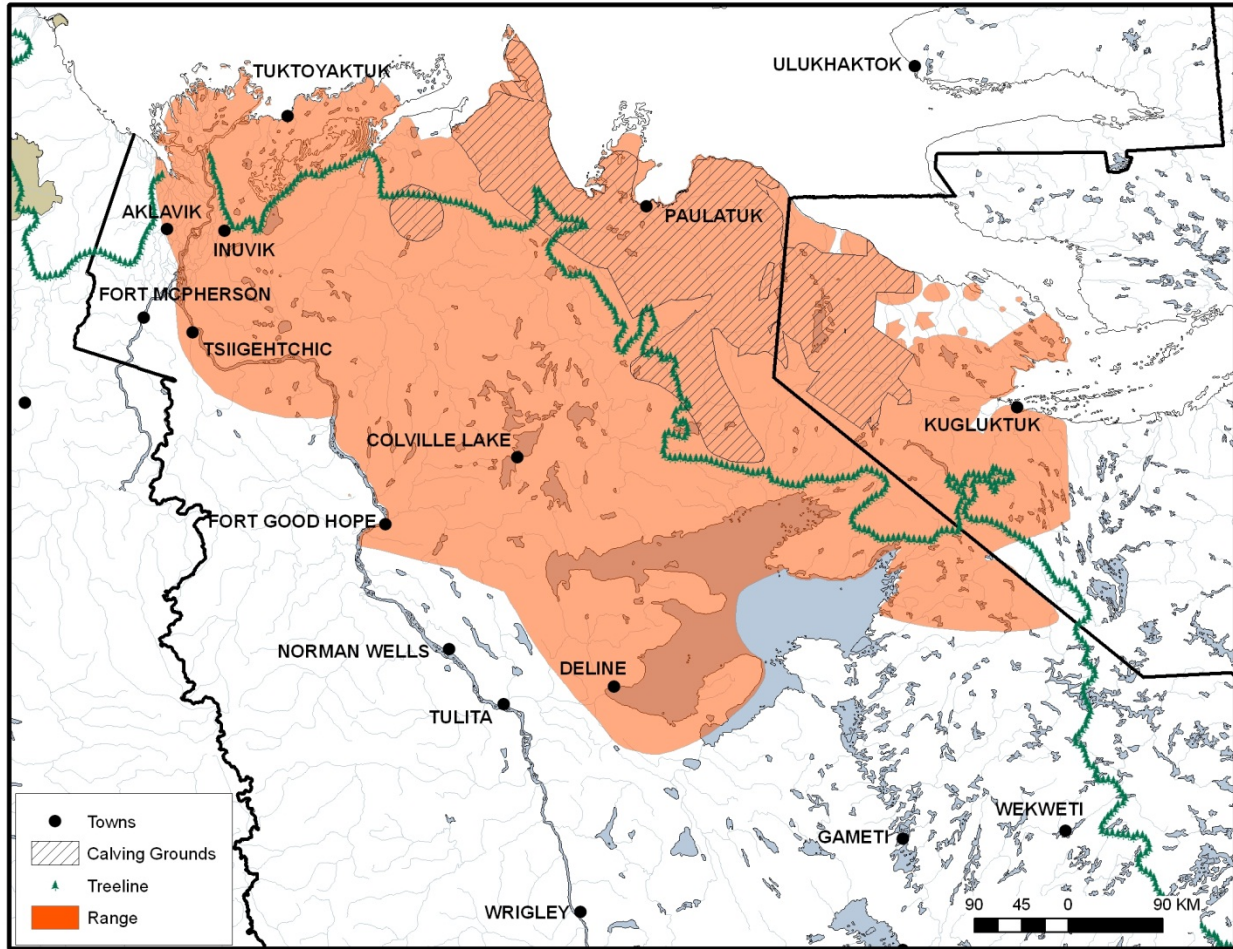 ULUKHAKTOK
TUKTOYAKTUK
PAULATUK
AKLAVIK
INUVIK
FORT MCPHERSON
TSIIGEHTCHIC
KUGLUKTUK
COLVILLE LAKE
FORT GOOD HOPE
NORMAN WELLS
DELINE
TULITA
WEKWETI
GAMETI
WRIGLEY
Towns
Calving Grounds
Treeline
Range
90 45 0 90 KM